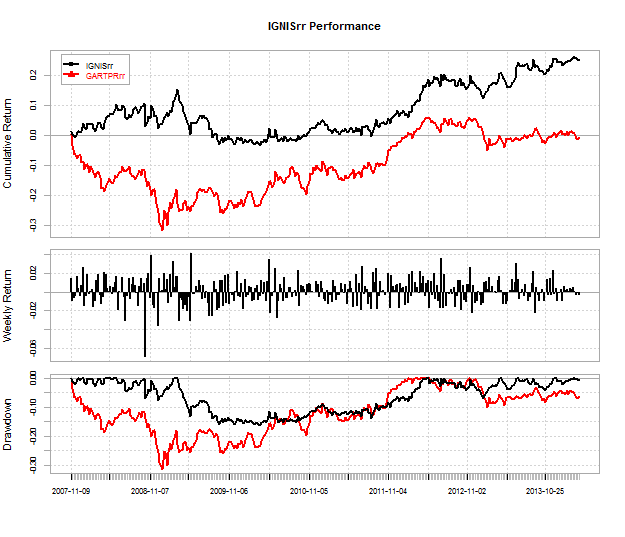 IGNISrr Performance
IGNISrr
GARTPRrr
Cumulative Return
0.2
0.1
0.0
-0.1
-0.2
-0.3
Weekly Return
0.02
-0.02
-0.06
Drawdown
0.00
-0.10
-0.20
-0.30
2007-11-09 2008-11-07 2009-11-06 2010-11-05 2011-11-04 2012-11-02 2013-10-25